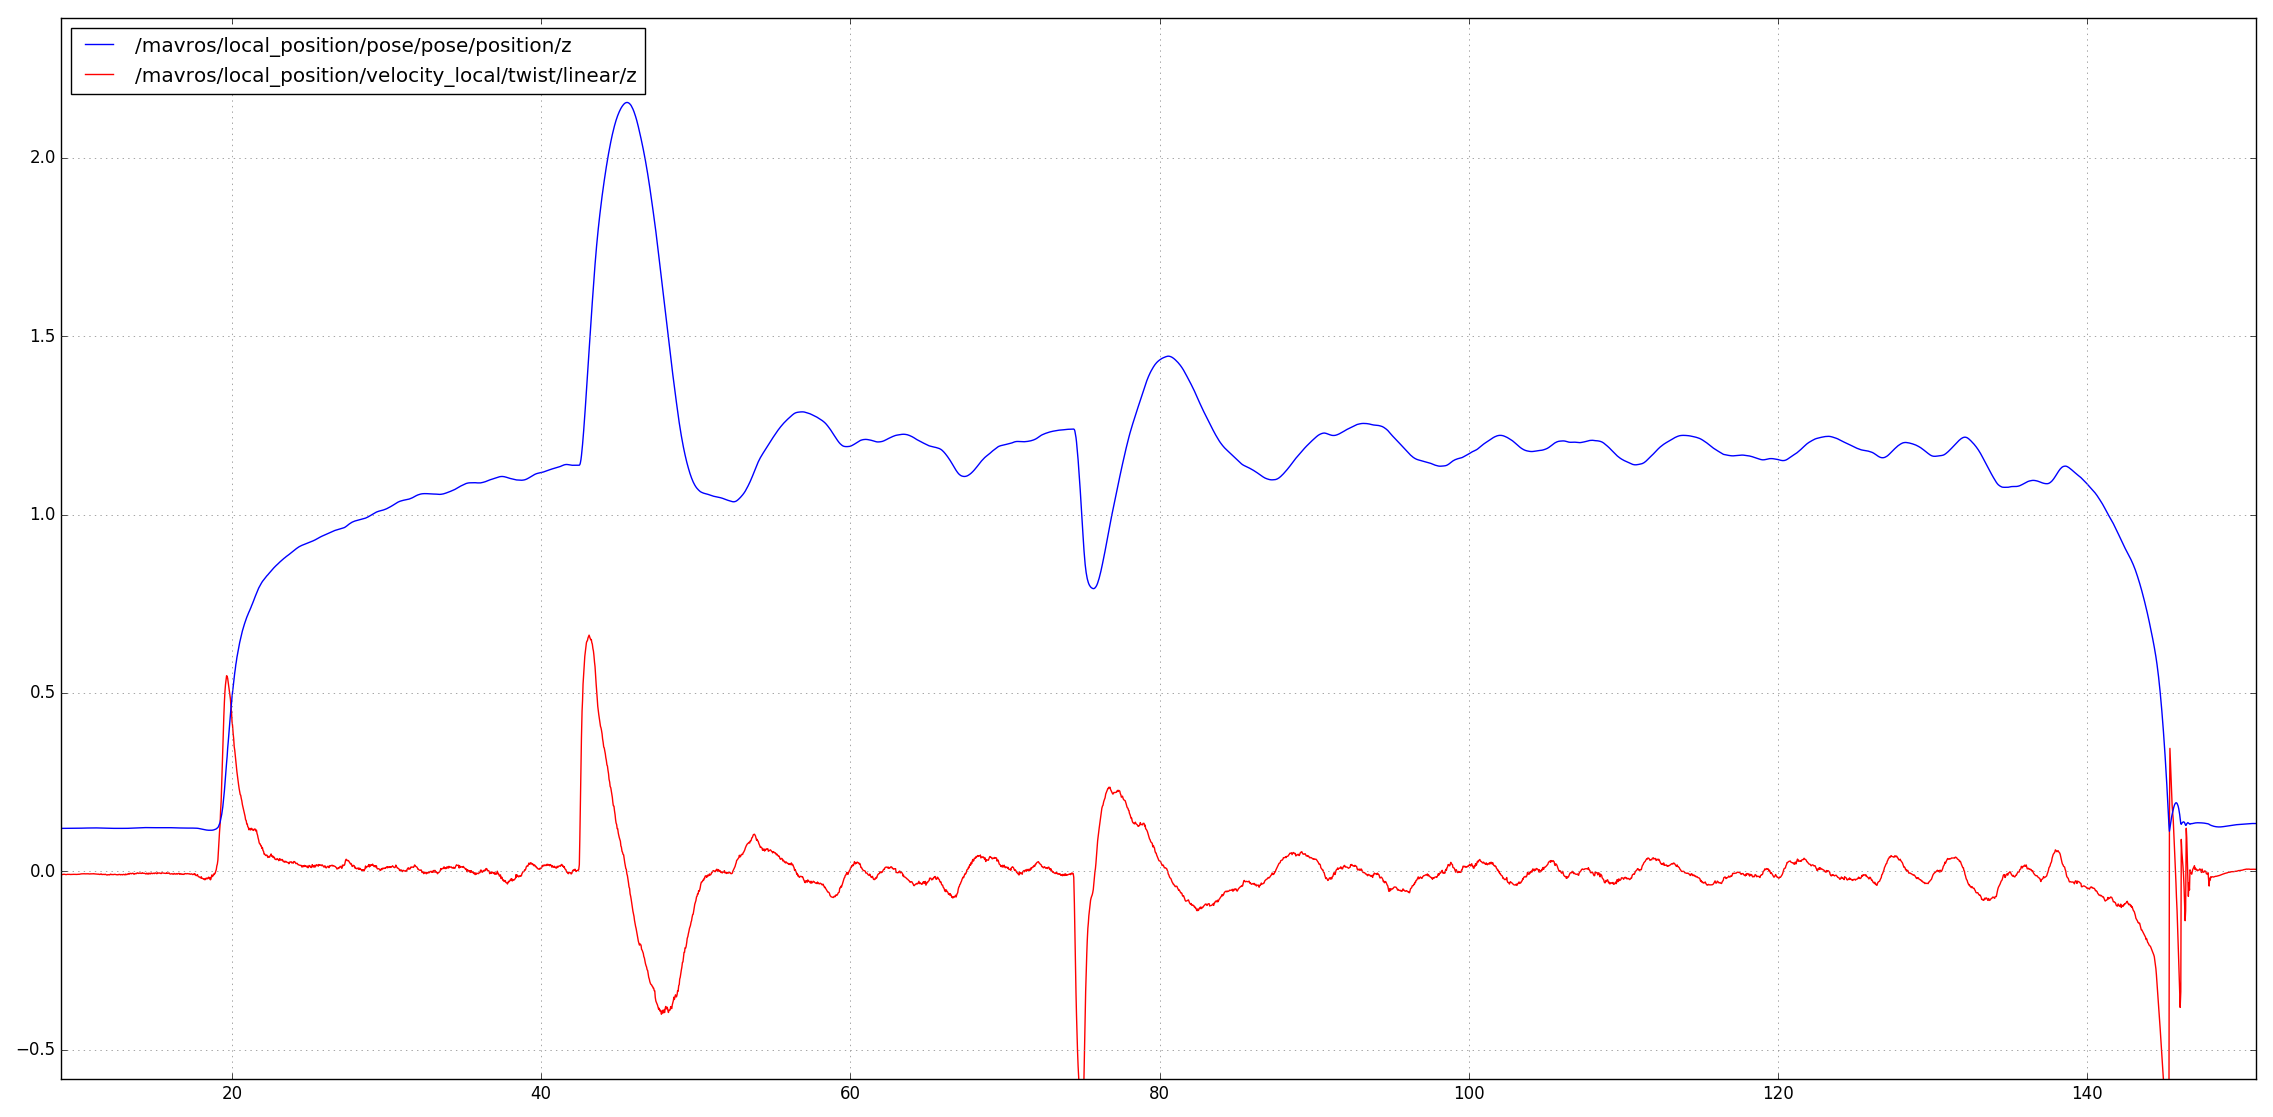 /mavros/local_position/pose/pose/position/z
/mavros/local_position/velocity_local/twist/linear/z
2.0
1.5
1.0
0.5
0.0
−0.5
20 40 60 80 100 120 140